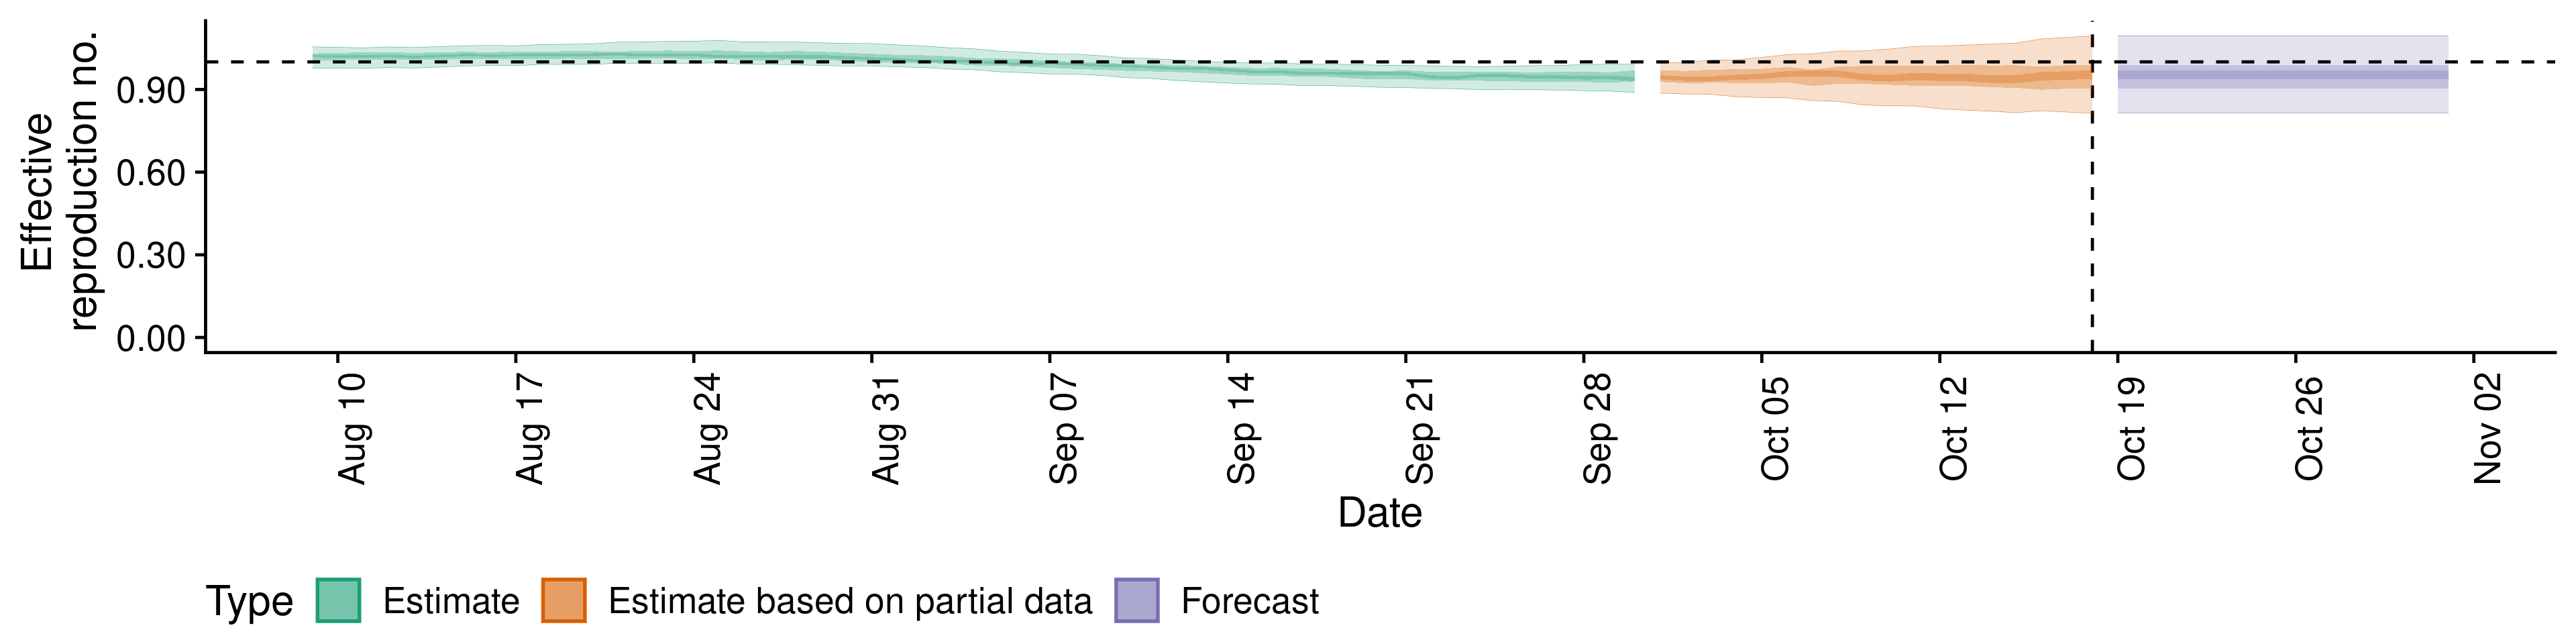 Effective
reproduction no.
0.90
0.60
0.30
0.00
Aug 10
Aug 17
Aug 24
Aug 31
Sep 07
Sep 14
Sep 21
Sep 28
Oct 05
Oct 12
Oct 19
Oct 26
Nov 02
Date
Type Estimate Estimate based on partial data Forecast